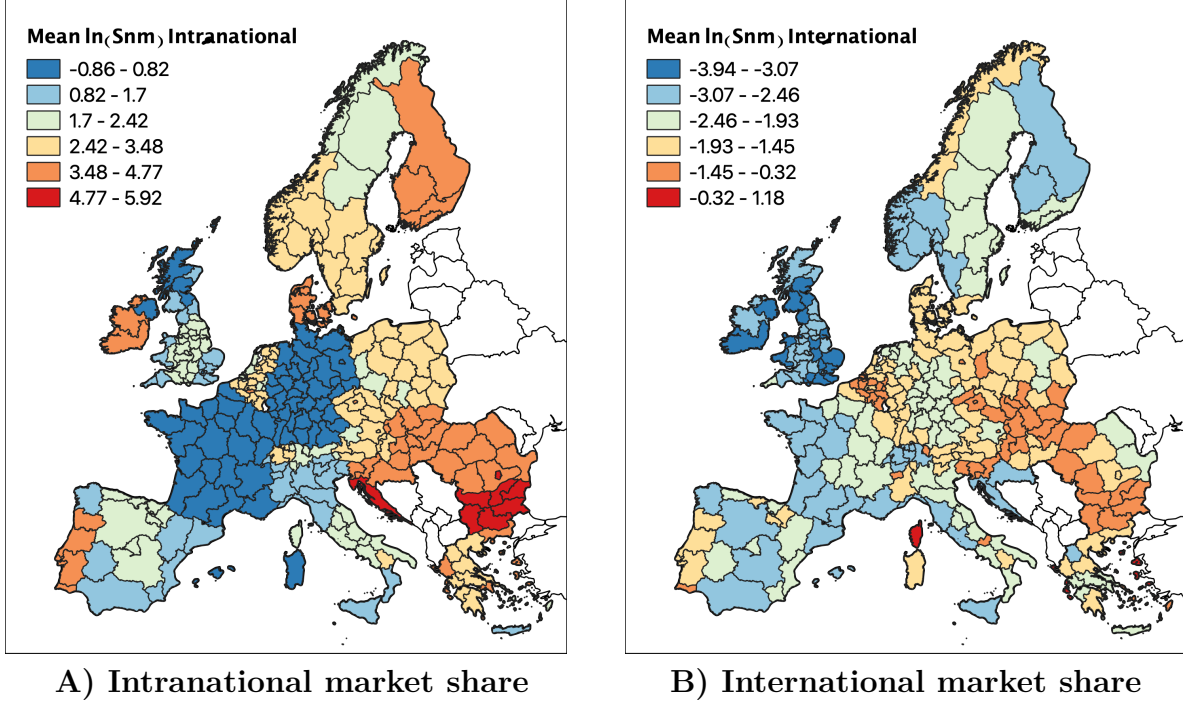 Mean ln(Snm) Intranational
-0.86 - 0.82
0.82 - 1.7
1.7 - 2.42
2.42 - 3.48
3.48 - 4.77
4.77 - 5.92
A) Intranational market share
Mean ln(Snm) International
-3.94 - -3.07
-3.07 - -2.46
-2.46 - -1.93
-1.93 - -1.45
-1.45 - -0.32
-0.32 - 1.18
B) International market share